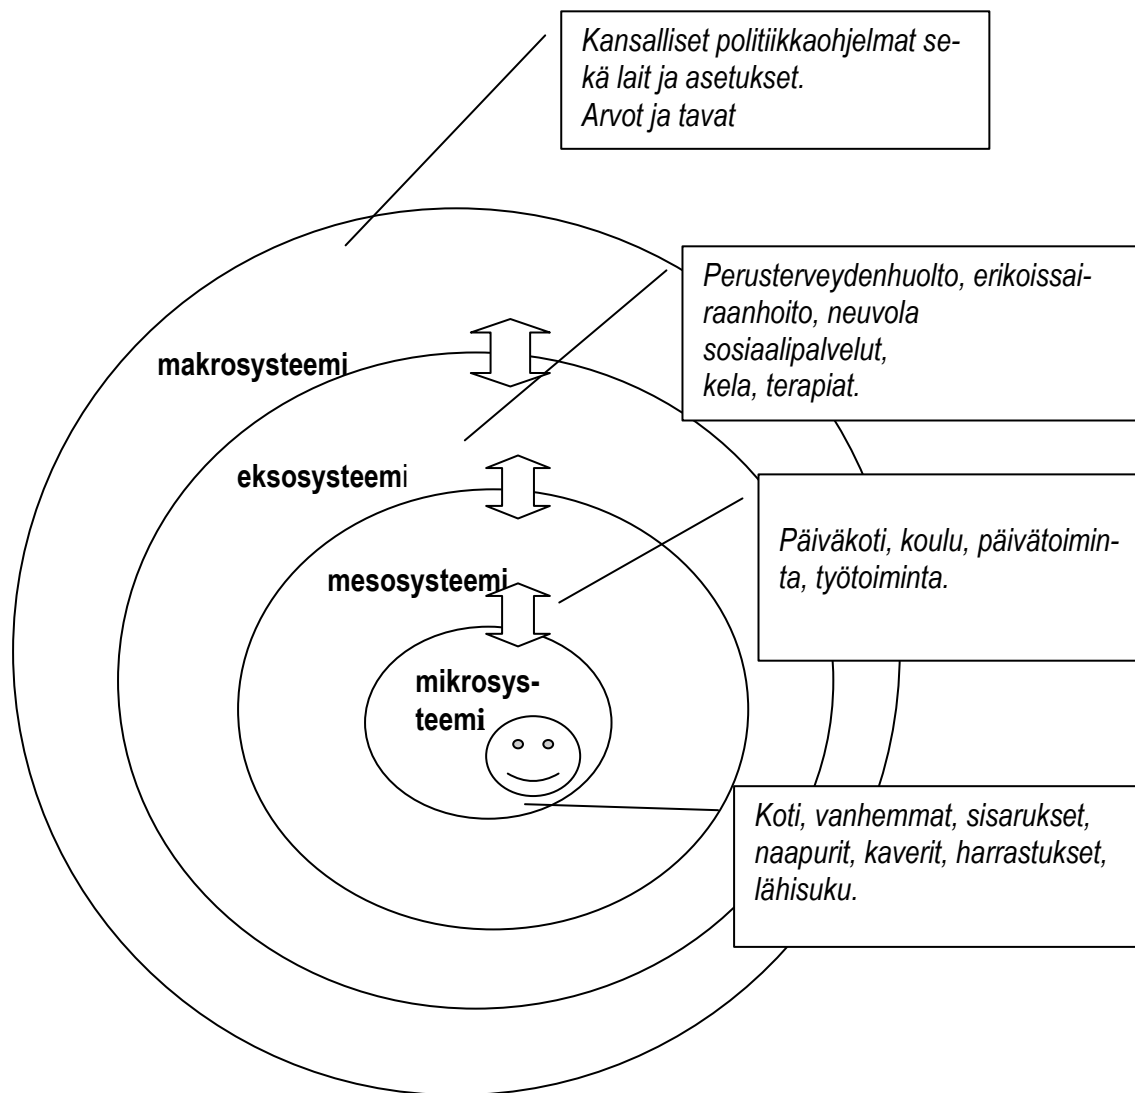 Kansalliset politiikkaohjelmat se-
kä lait ja asetukset.
Arvot ja tavat
Perusterveydenhuolto, erikoissai-
raanhoito, neuvola
sosiaalipalvelut,
kela, terapiat.
makrosysteemi
eksosysteemi
Päiväkoti, koulu, päivätoimin-
ta, työtoiminta.
mesosysteemi
mikrosys-
teemi
Koti, vanhemmat, sisarukset,
naapurit, kaverit, harrastukset,
lähisuku.